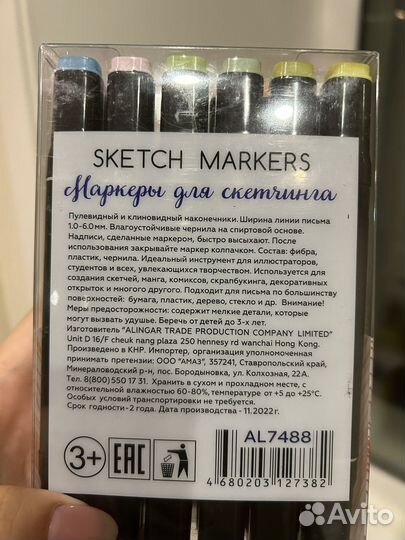 SKETCH MARKERS
Маркеры для скетчинга
Пулевидный и клиновидный наконечники. Ширина линии письма
1.0-6.0мм. Влагоустойчивые чернила на спиртовой основе.
Надписи, сделанные маркером, быстро высыхают. После
использования закрывайте маркер колпачком. Состав: фибра,
пластик, чернила. Идеальный инструмент для иллюстраторов,
студентов и всех, увлекающихся творчеством. Используется для
создания скетчей, манга, комиксов, скрапбукинга, декоративных
открыток и многого другого. Подходит для письма по большинству
поверхностей: бумага, пластик, дерево, стекло и др. Внимание!
Меры предосторожности: содержит мелкие детали, которые
могут вызвать удушье. Беречь от детей до 3-х лет.
Изготовитель "ALINGAR TRADE PRODUCTION COMPANY LIMITED"
Unit D 16/F cheuk nang plaza 250 hennesy rd wanchai Hong Kong.
Произведено в КНР. Импортер, организация уполномоченная
принимать претензии: ООО "АМАЗ", 357241, Ставропольский край,
Минераловодский р-н, пос. Бородыновка, ул. Колхозная, 22А.
Тел. 8(800)550 17 31. Хранить в сухом и прохладном месте, с
относительной влажностью 60-80%, температуре от +5 до +25°С.
Особых условий транспортировки не требуется.
Срок годности-2 года. Дата производства - 11.2022 г.
3+
EAC
AL7488
4 680203 127382
Avito